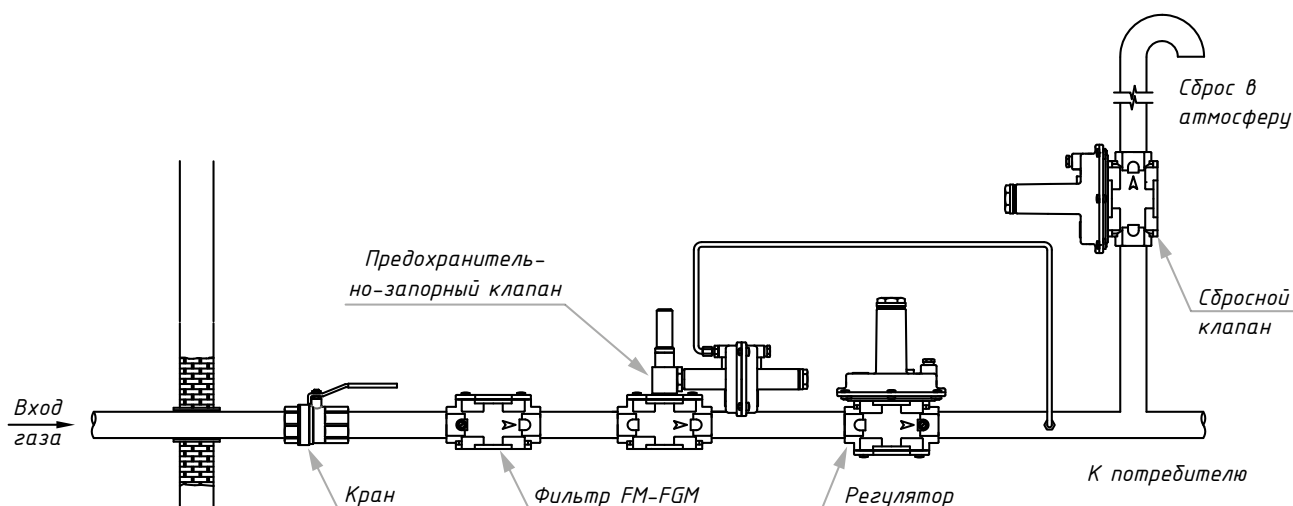 Сброс в
атмосферу
Предохранитель-
но-запорный клапан
Сбросной
клапан
Вход
газа
К потребителю
Кран
Фильтр FM-FGM
Регулятор